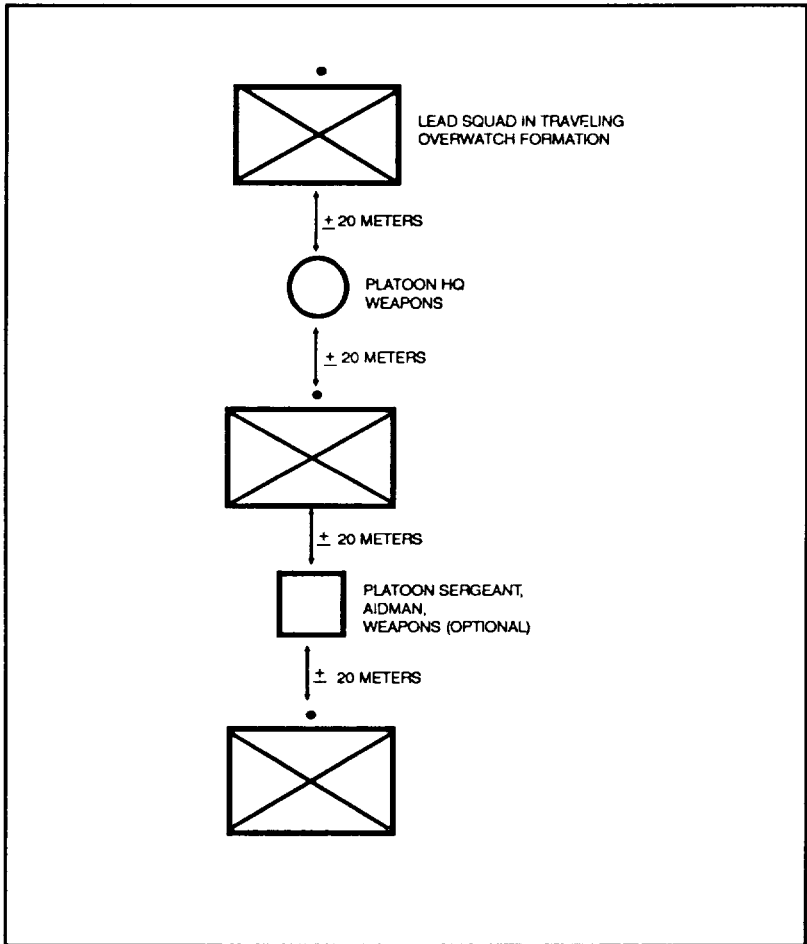 LEAD SQUAD IN TRAVELING
OVERWATCH FORMATION
± 20 METERS
PLATOON HQ
WEAPONS
± 20 METERS
± 20 METERS
PLATOON SERGEANT,
AIDMAN,
WEAPONS (OPTIONAL)
± 20 METERS